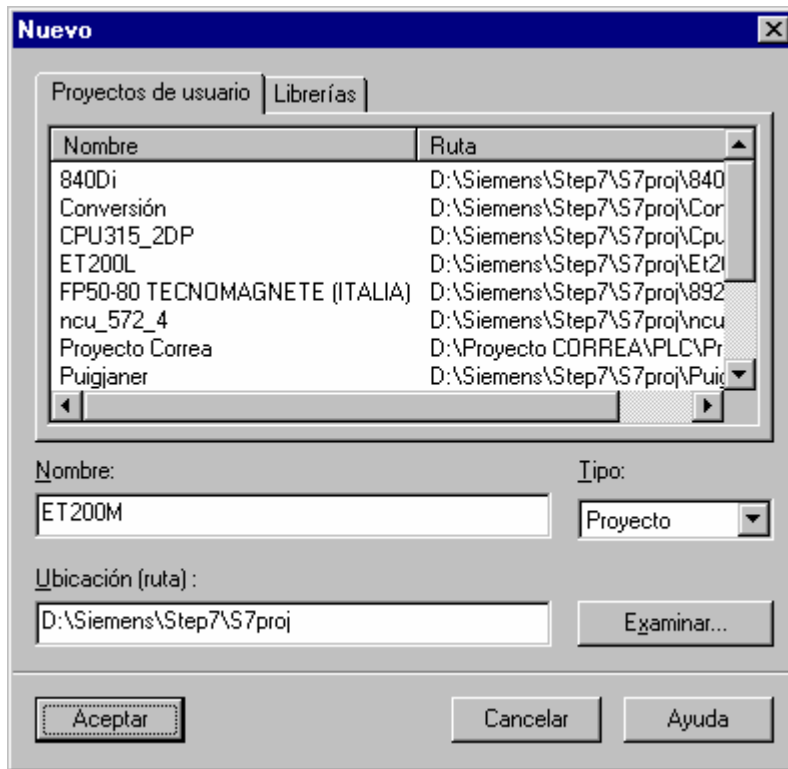 Nuevo
Proyectos de usuario Librerías
Nombre Ruta
840Di D:\Siemens\Step7\S7proj\840
Conversión D:\Siemens\Step7\S7proj\Con
CPU315_2DP D:\Siemens\Step7\S7proj\Cpu
ET200L D:\Siemens\Step7\S7proj\Et20
FP50-80 TECNOMAGNETE (ITALIA) D:\Siemens\Step7\S7proj\892
ncu_572_4 D:\Siemens\Step7\S7proj\ncu
Proyecto Correa D:\Proyecto CORREA\PLC\Pr
Puigjaner D:\Siemens\Step7\S7proj\Puig
Nombre: Tipo:
ET200M Proyecto
Ubicación (ruta) :
D:\Siemens\Step7\S7proj Examinar...
Aceptar Cancelar Ayuda